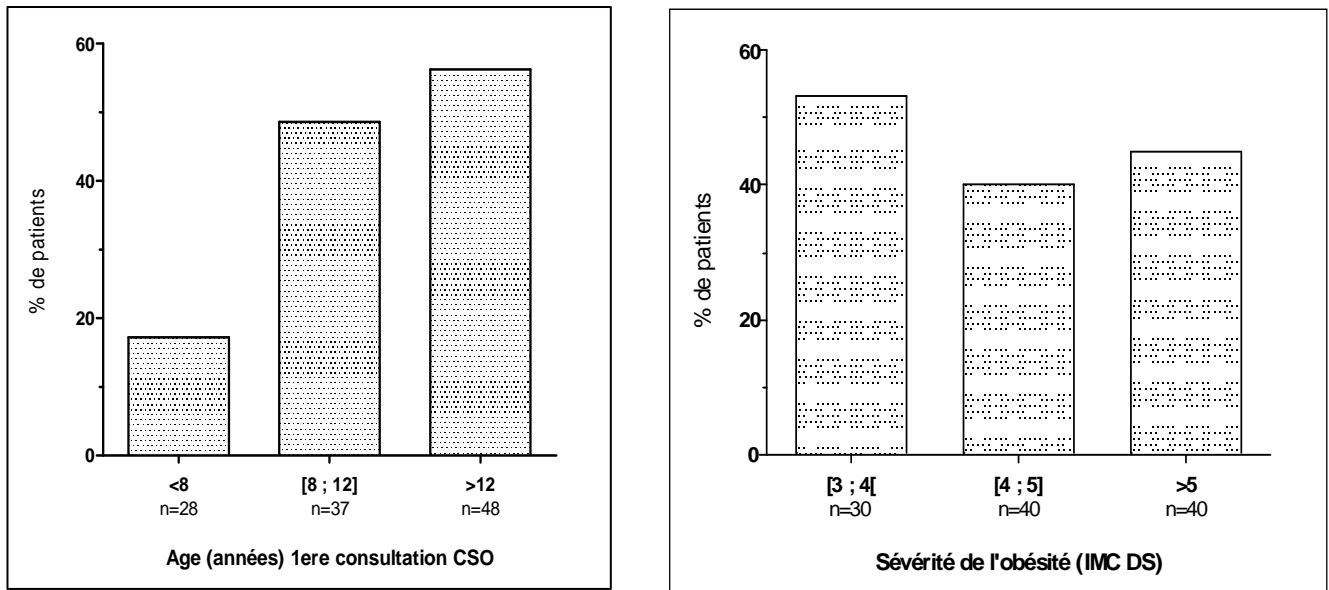 60
40
20
0
% de patients
<8
[8 ; 12]
>12
n=28
n=37
n=48
Age (années) 1ere consultation CSO
60
40
20
0
% de patients
[3 ; 4[
[4 ; 5]
>5
n=30
n=40
n=40
Sévérité de l'obésité (IMC DS)